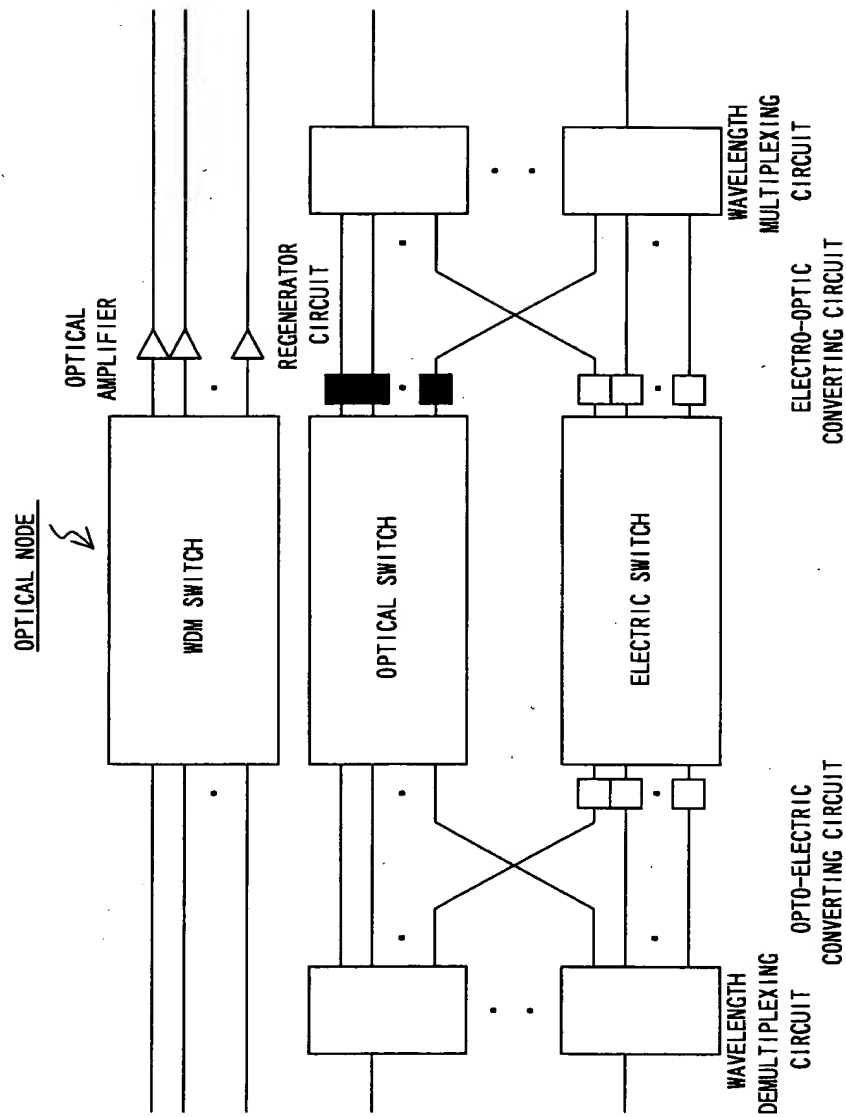 OPTICAL NODE
OPTICAL
AMPLIFIER
WDM SWITCH
REGENERATOR
CIRCUIT
OPTICAL SWITCH
ELECTRIC SWITCH
WAVELENGTH
DEMULTIPLEXING
CIRCUIT
OPTO-ELECTRIC
CONVERTING CIRCUIT
ELECTRO-OPTIC
CONVERTING CIRCUIT
WAVELENGTH
MULTIPLEXING
CIRCUIT